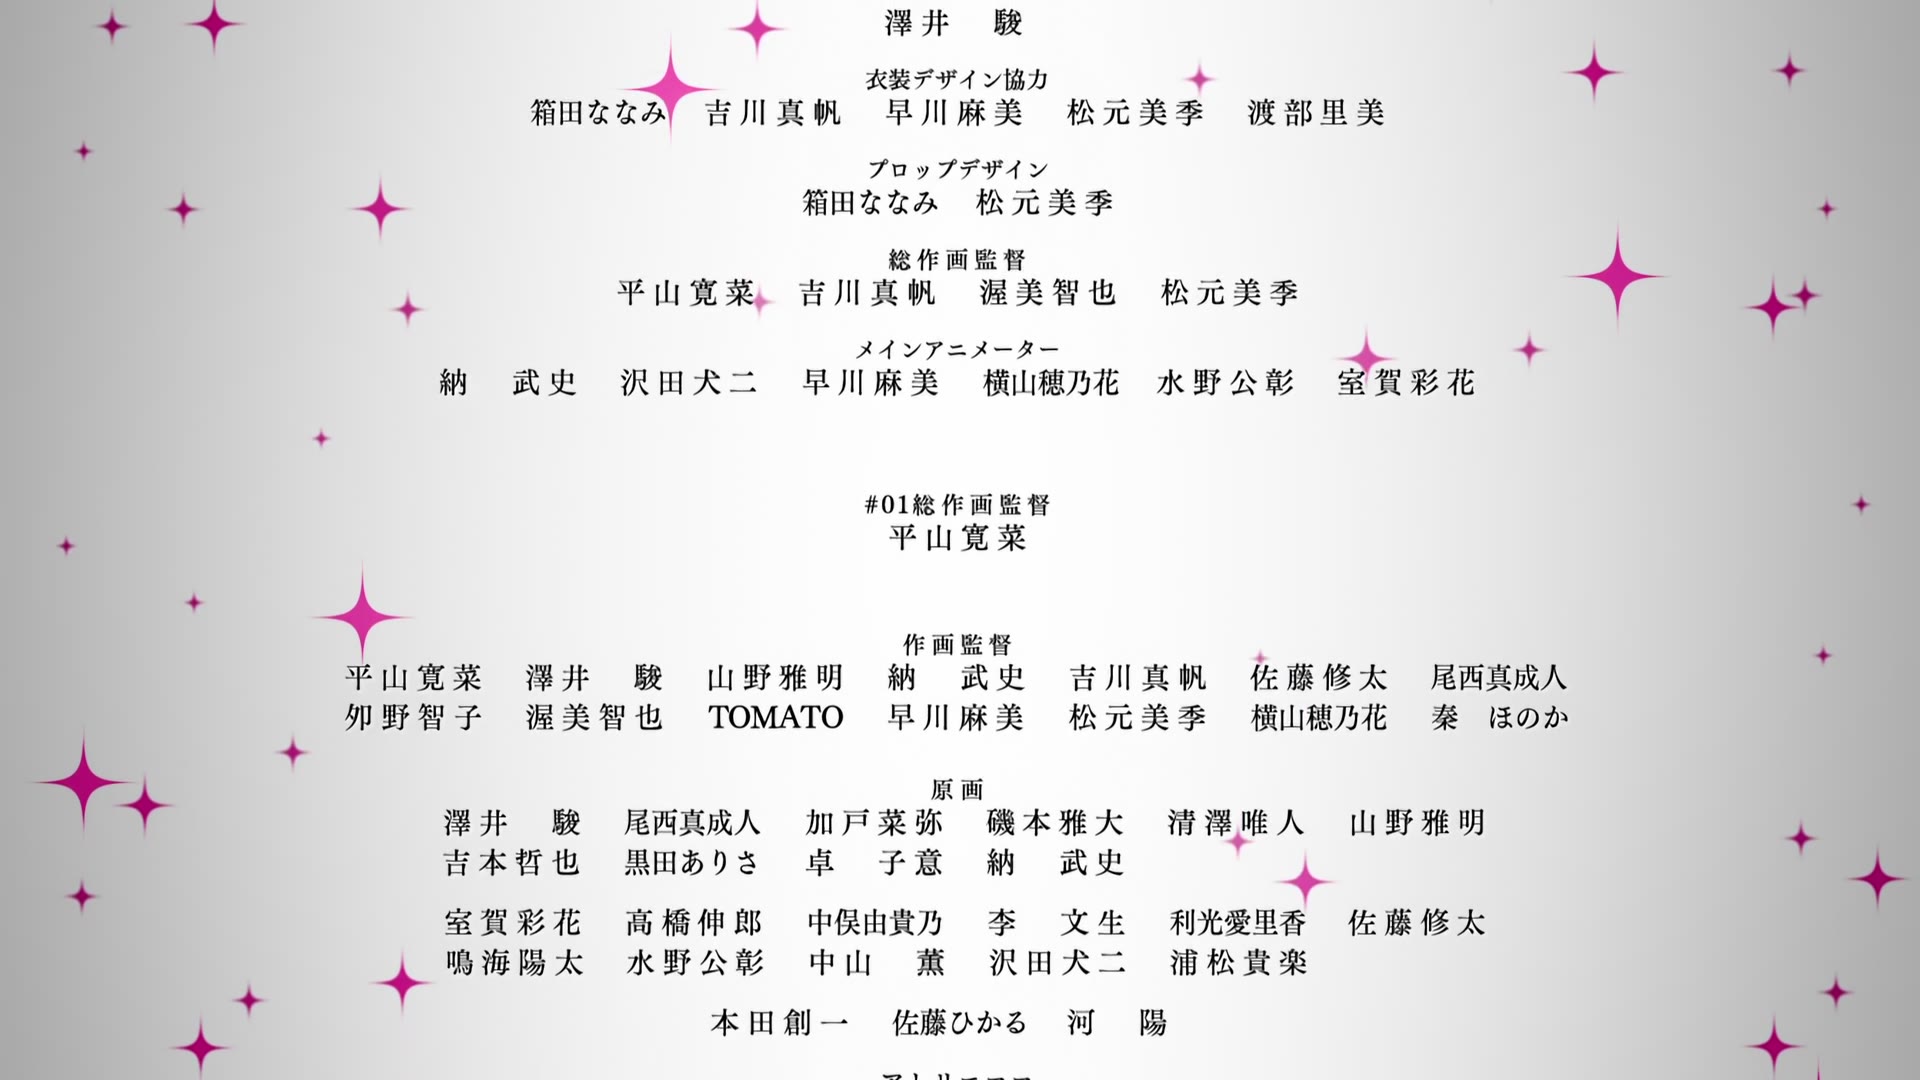 澤井　駿
衣装デザイン協力
箱田ななみ　吉川真帆　早川麻美　松元美季　渡部里美
プロップデザイン
箱田ななみ　松元美季
総作画監督
平山寛菜　吉川真帆　渥美智也　松元美季
メインアニメーター
納　武史　沢田犬二　早川麻美　横山穂乃花　水野公彰　室賀彩花
#01総作画監督
平山寛菜
作画監督
平山寛菜　澤井　駿　山野雅明　納　武史　吉川真帆　佐藤修太　尾西真成人
夘野智子　渥美智也　TOMATO　早川麻美　松元美季　横山穂乃花　秦　ほのか
原画
澤井　駿　尾西真成人　加戸菜弥　磯本雅大　清澤唯人　山野雅明
吉本哲也　黒田ありさ　卓　子意　納　武史
室賀彩花　高橋伸郎　中俣由貴乃　李　文生　利光愛里香　佐藤修太
鳴海陽太　水野公彰　中山　薫　沢田犬二　浦松貴楽
本田創一　佐藤ひかる　河　陽